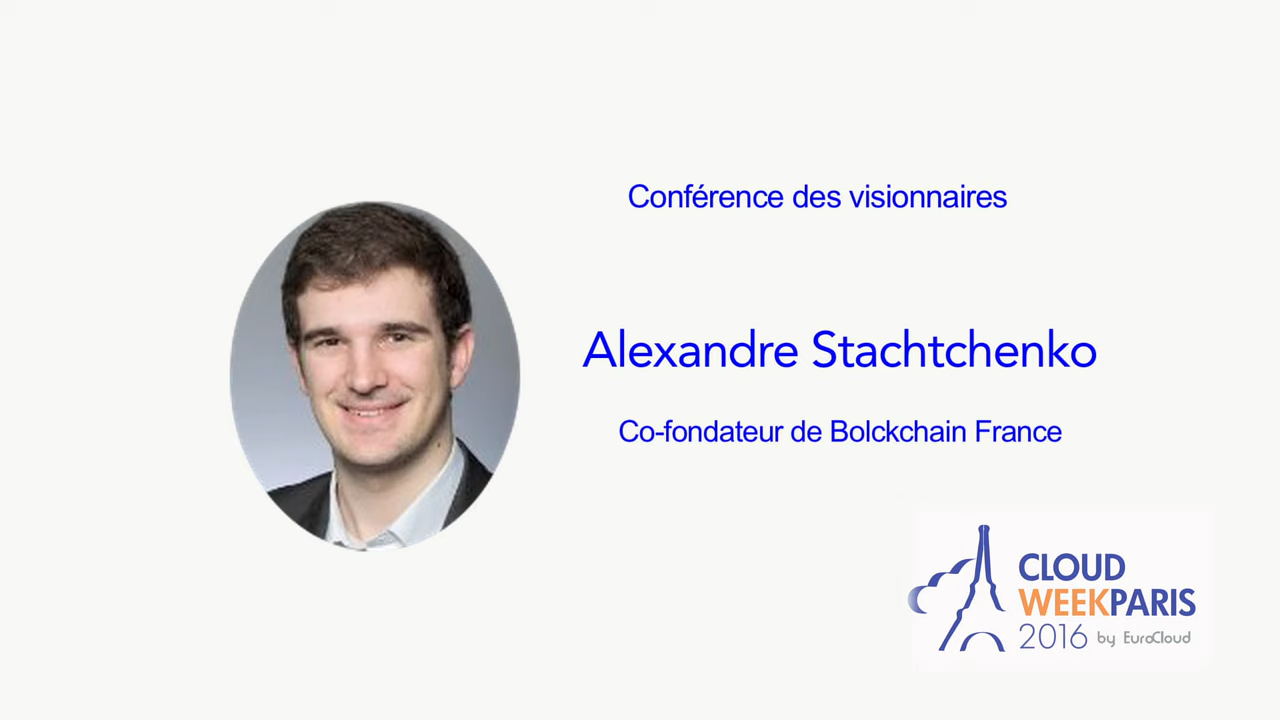 Conférence des visionnaires
Alexandre Stachtchenko
Co-fondateur de Bolckchain France
CLOUD
WEEKPARIS
2016 by EuroCloud